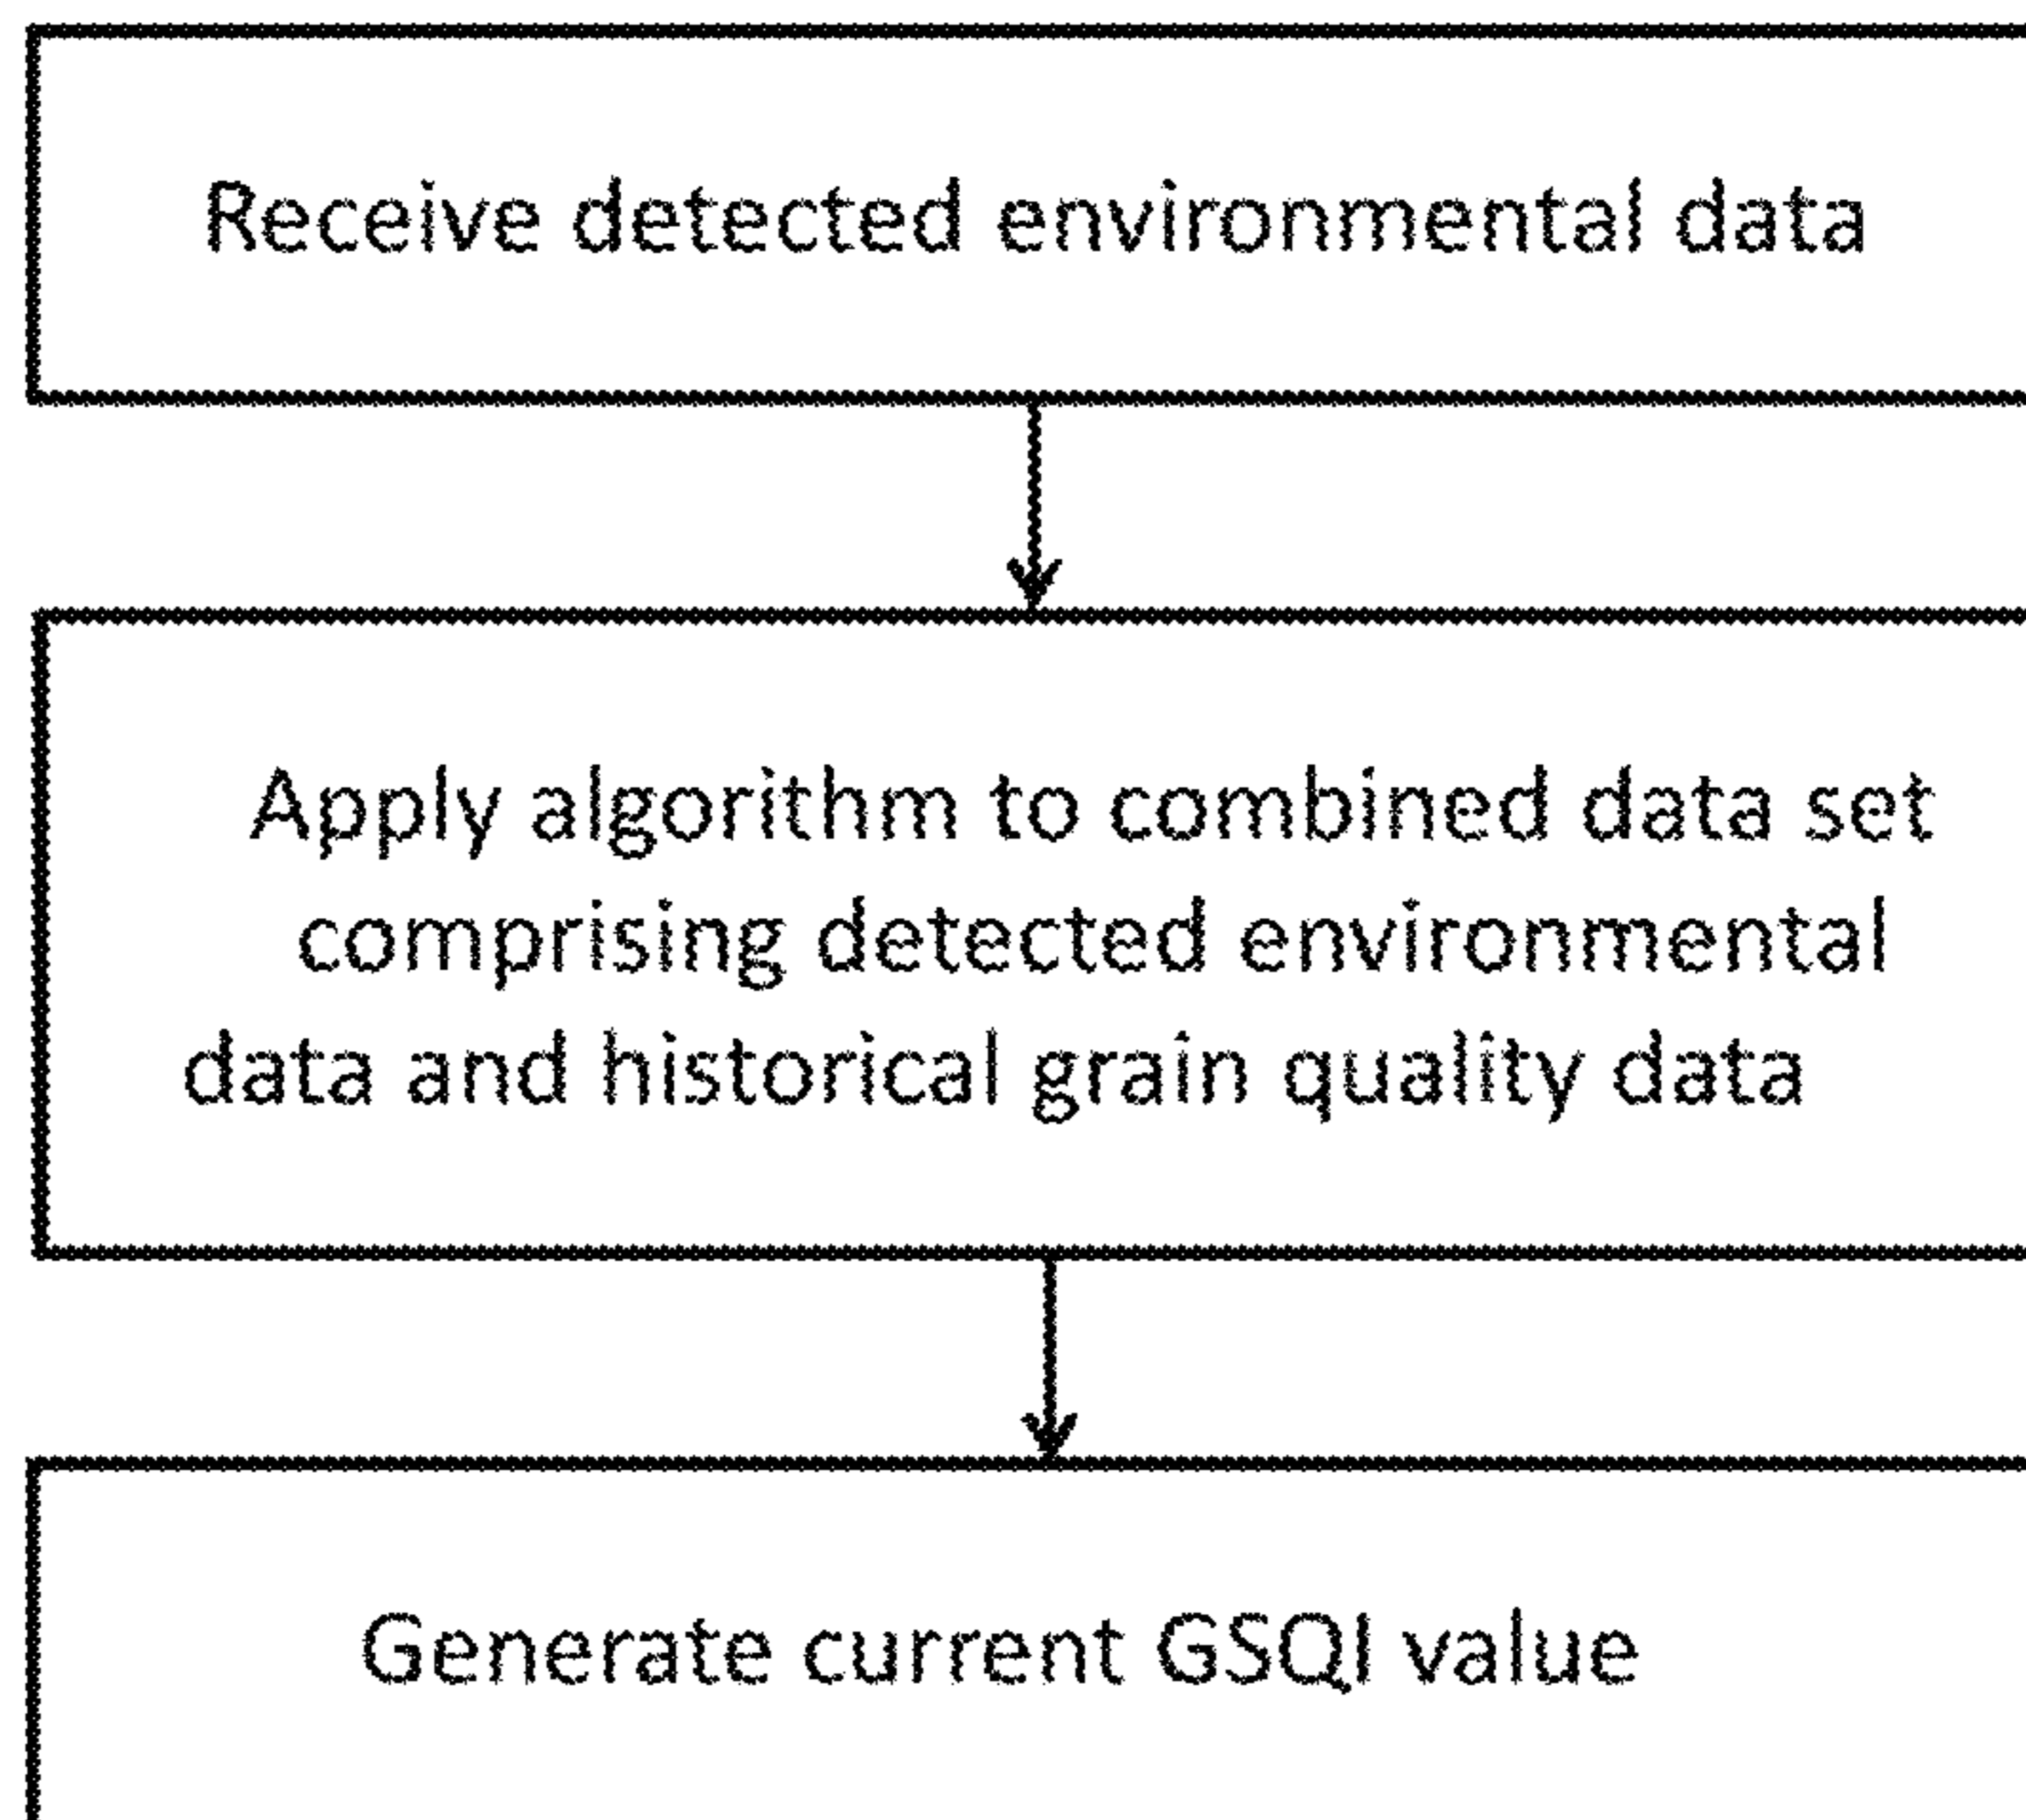 Receive detected environmental data
Apply algorithm to combined data set
comprising detected environmental
data and historical grain quality data
Generate current GSQI value